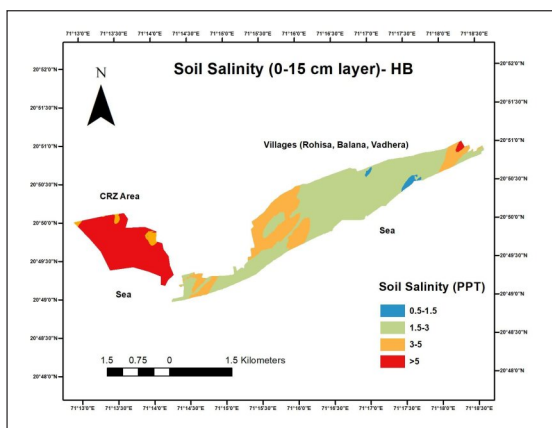 71°13'0"E 71°13'30"E 71°14'0"E 71°14'30"E 71°15'0"E 71°15'30"E 71°16'0"E 71°16'30"E 71°17'0"E 71°17'30"E 71°18'0"E 71°18'30"E
N
Soil Salinity (0-15 cm layer)- HB
20°52'0"N 20°52'0"N
20°51'30"N 20°51'30"N
20°51'0"N 20°51'0"N
Villages (Rohisa, Balana, Vadhera)
20°50'30"N 20°50'30"N
CRZ Area
20°50'0"N 20°50'0"N
Sea
20°49'30"N 20°49'30"N
Sea
20°49'0"N 20°49'0"N
Soil Salinity (PPT)
0.5-1.5
1.5-3
3-5
>5
20°48'30"N 20°48'30"N
20°48'0"N 20°48'0"N
1.5 0.75 0 1.5 Kilometers
71°13'0"E 71°13'30"E 71°14'0"E 71°14'30"E 71°15'0"E 71°15'30"E 71°16'0"E 71°16'30"E 71°17'0"E 71°17'30"E 71°18'0"E 71°18'30"E